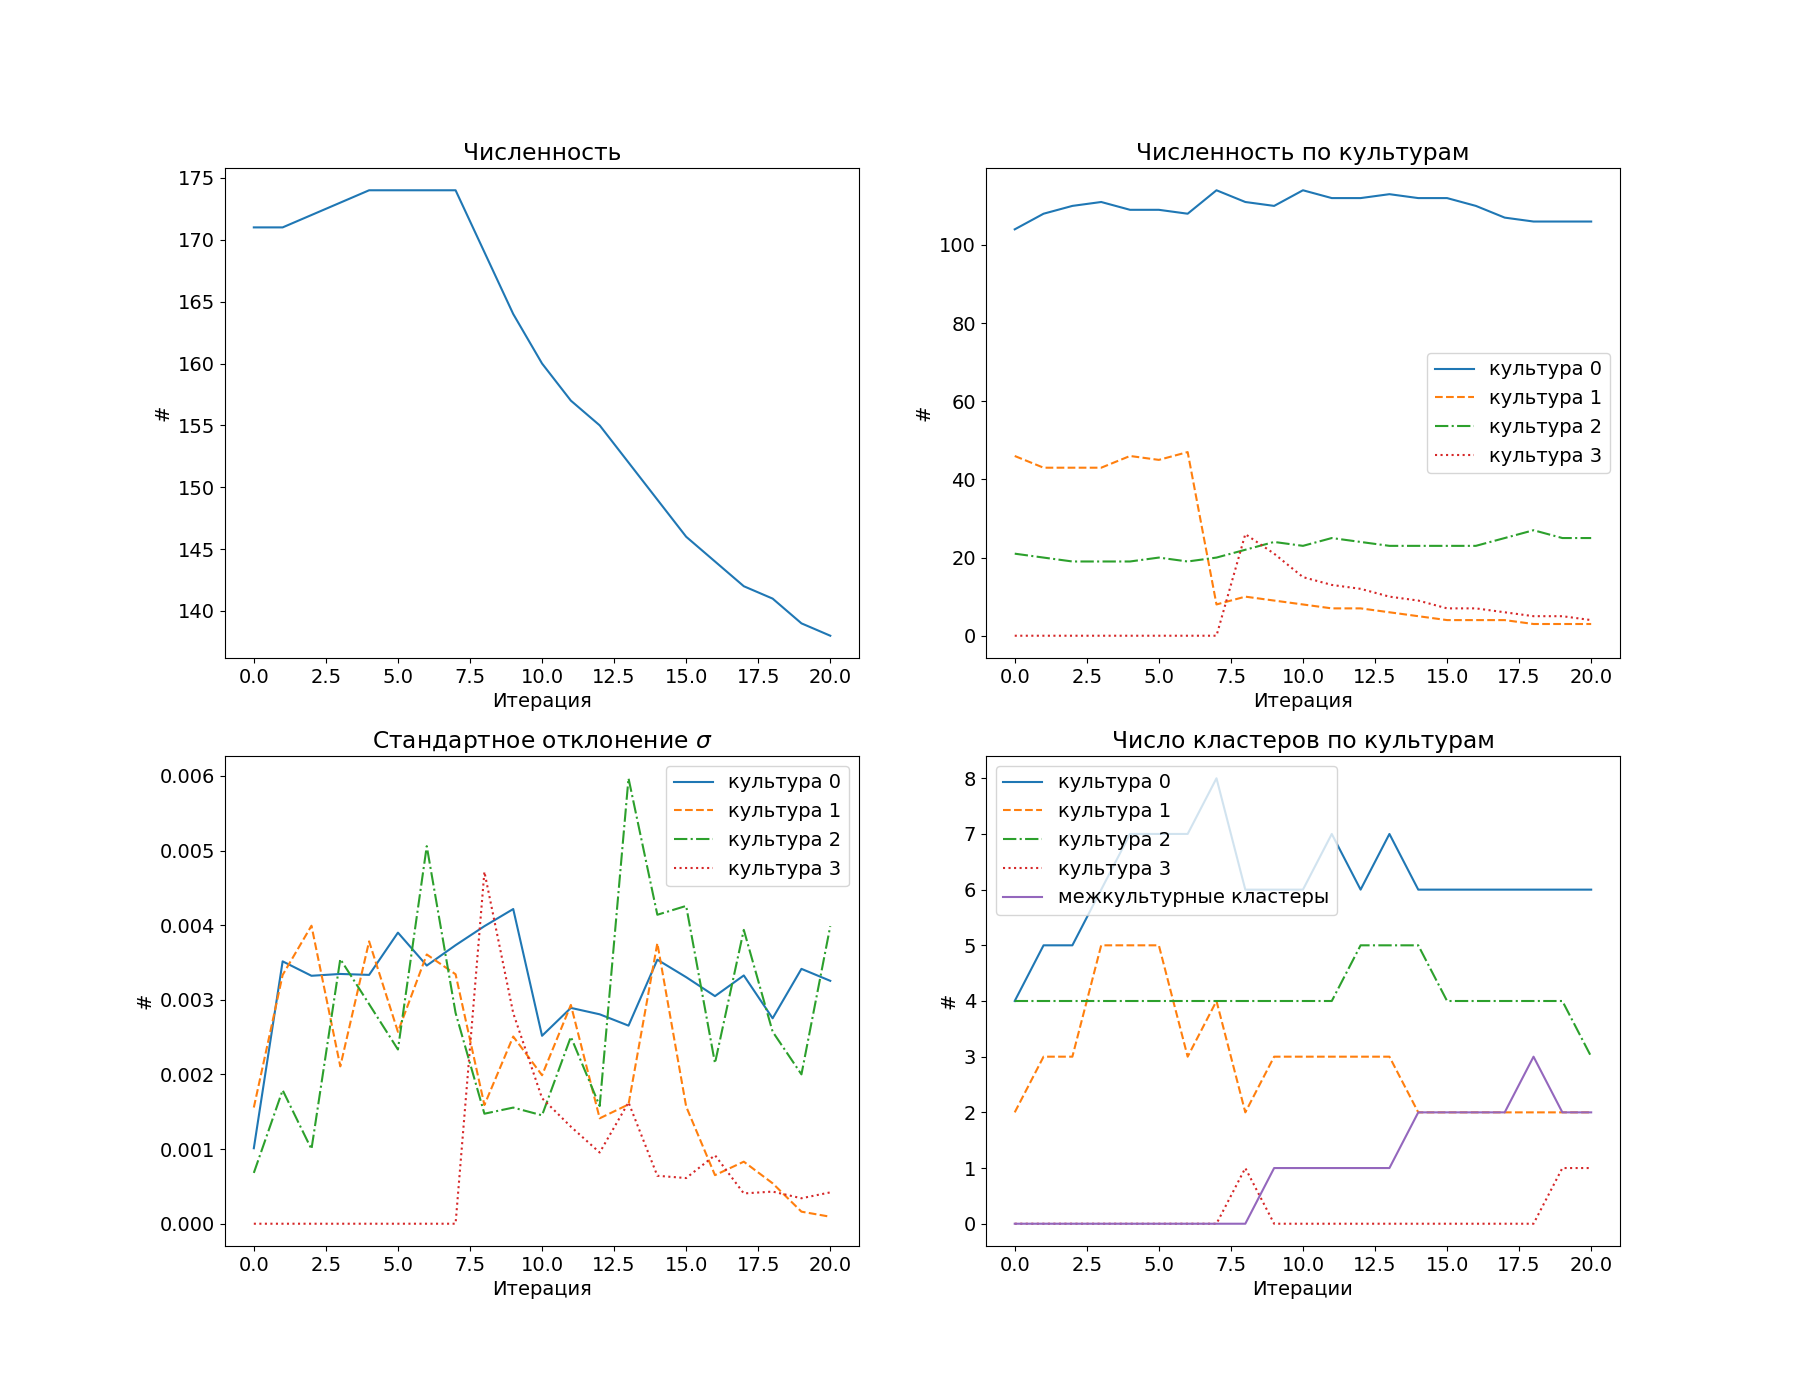 Численность
175
170
165
160
155
150
145
140
#
0.0 2.5 5.0 7.5 10.0 12.5 15.0 17.5 20.0
Итерация
Численность по культурам
100
80
60
40
20
0
#
культура 0
культура 1
культура 2
культура 3
0.0 2.5 5.0 7.5 10.0 12.5 15.0 17.5 20.0
Итерация
Стандартное отклонение σ
0.006
0.005
0.004
0.003
0.002
0.001
0.000
#
культура 0
культура 1
культура 2
культура 3
0.0 2.5 5.0 7.5 10.0 12.5 15.0 17.5 20.0
Итерация
Число кластеров по культурам
8
7
6
5
4
3
2
1
0
#
культура 0
культура 1
культура 2
культура 3
межкультурные кластеры
0.0 2.5 5.0 7.5 10.0 12.5 15.0 17.5 20.0
Итерации